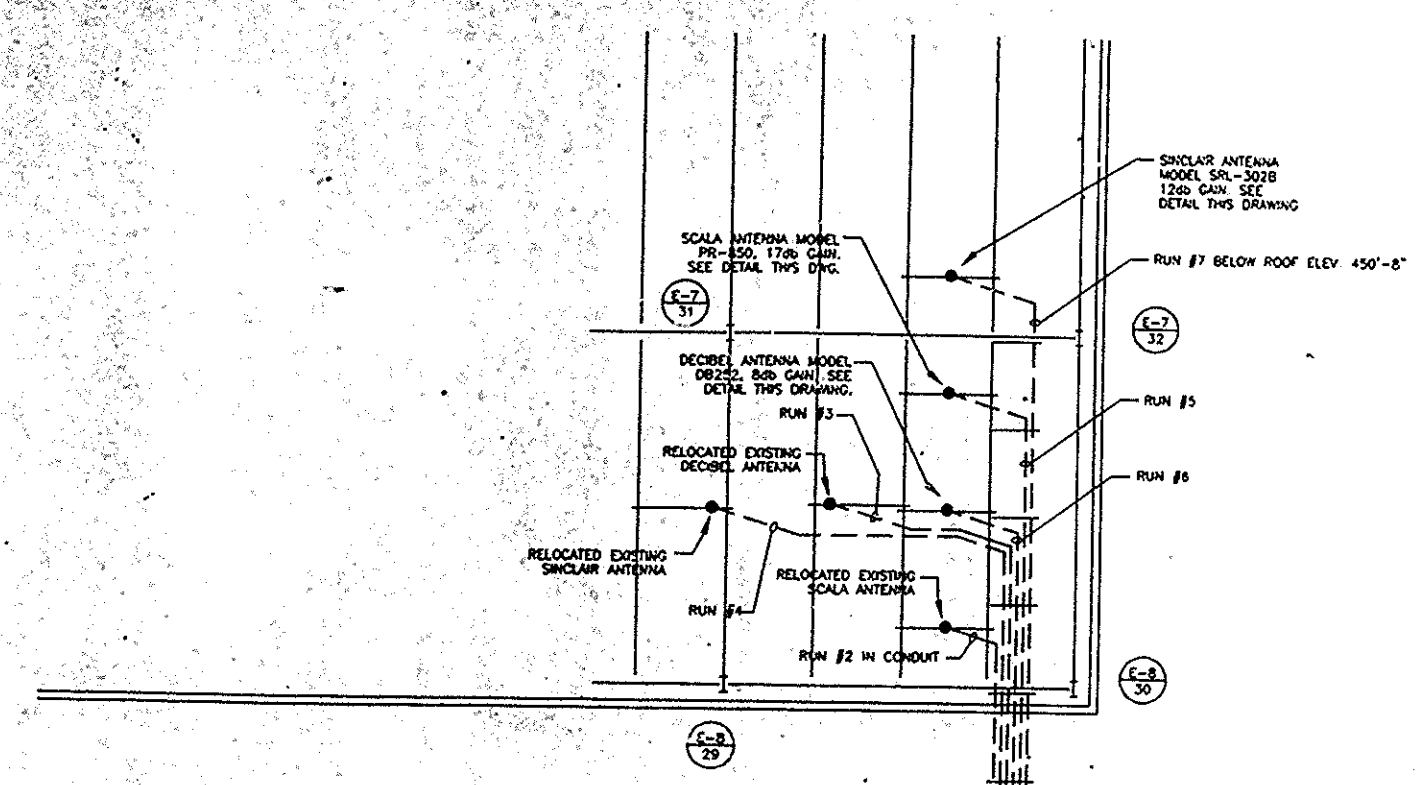 SINCLAIR ANTENNA
MODEL SRL-302B
12db GAIN. SEE
DETAIL THIS DRAWING
SCALA ANTENNA MODEL
PR-850, 17db GAIN.
SEE DETAIL THIS DWG.
RUN #7 BELOW ROOF ELEV. 450'-8"
E-7
31
E-7
32
DECIBEL ANTENNA MODEL
DB252, 8db GAIN. SEE
DETAIL THIS DRAWING.
RUN #3
RUN #5
RELOCATED EXISTING
DECIBEL ANTENNA
RUN #6
RELOCATED EXISTING
SINCLAIR ANTENNA
RELOCATED EXISTING
SCALA ANTENNA
RUN #4
RUN #2 IN CONDUIT
E-8
30
E-8
29